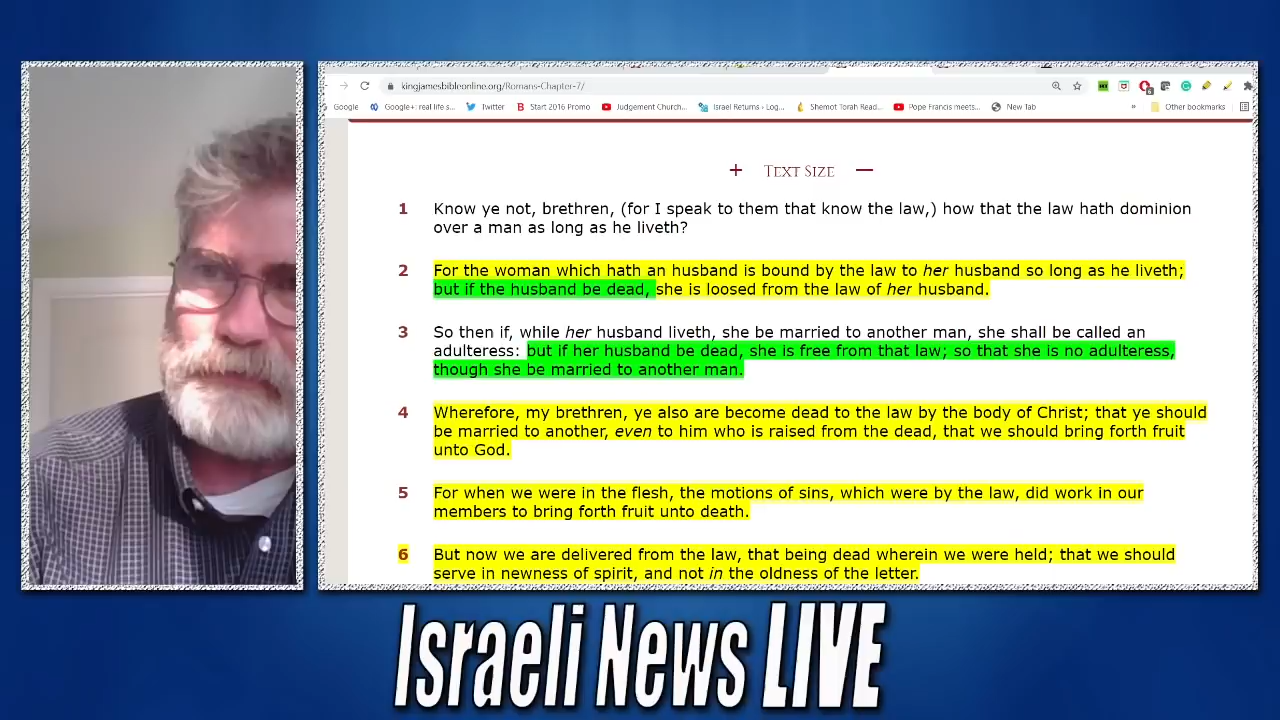 kingjamesbibleonline.org/Romans-Chapter-7/
Google Google+: real life s... Twitter Start 2016 Promo Judgement Church... Israel Returns › Log... Shemot Torah Read... Pope Francis meets... New Tab » Other bookmarks
+ TEXT SIZE —
1 Know ye not, brethren, (for I speak to them that know the law,) how that the law hath dominion
over a man as long as he liveth?
2 For the woman which hath an husband is bound by the law to her husband so long as he liveth;
but if the husband be dead, she is loosed from the law of her husband.
3 So then if, while her husband liveth, she be married to another man, she shall be called an
adulteress: but if her husband be dead, she is free from that law; so that she is no adulteress,
though she be married to another man.
4 Wherefore, my brethren, ye also are become dead to the law by the body of Christ; that ye should
be married to another, even to him who is raised from the dead, that we should bring forth fruit
unto God.
5 For when we were in the flesh, the motions of sins, which were by the law, did work in our
members to bring forth fruit unto death.
6 But now we are delivered from the law, that being dead wherein we were held; that we should
serve in newness of spirit, and not in the oldness of the letter.
Israeli News LIVE